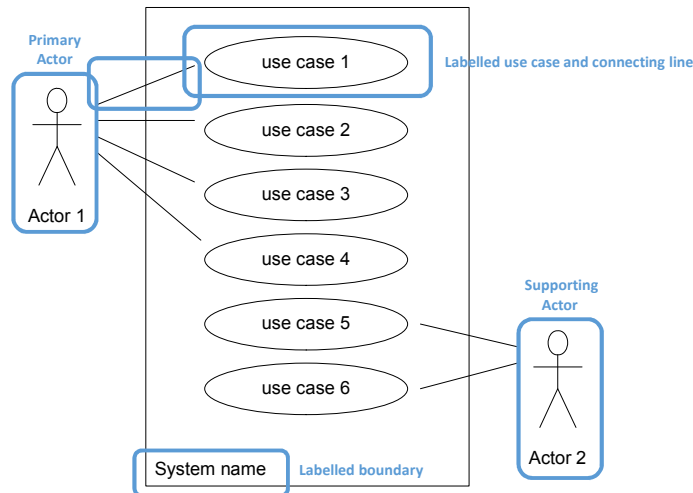 Primary
Actor
use case 1
Labelled use case and connecting line
use case 2
use case 3
Actor 1
use case 4
Supporting
Actor
use case 5
use case 6
Actor 2
System name
Labelled boundary